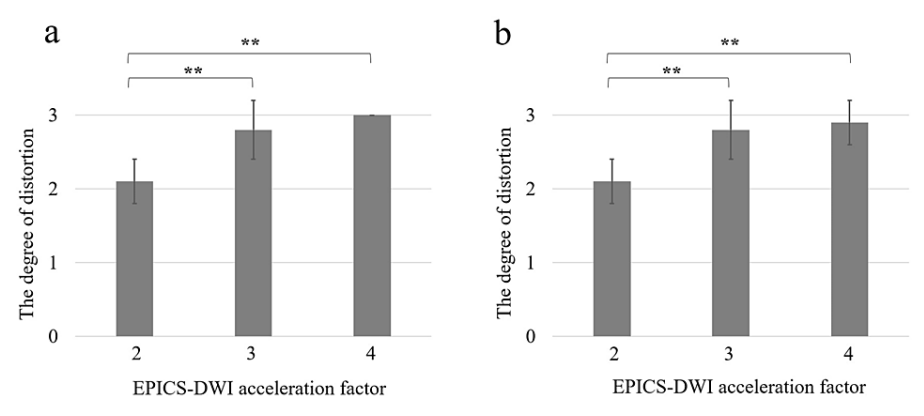 a
**
**
3
2
1
0
The degree of distortion
2 3 4
EPICS-DWI acceleration factor
b
**
**
3
2
1
0
The degree of distortion
2 3 4
EPICS-DWI acceleration factor